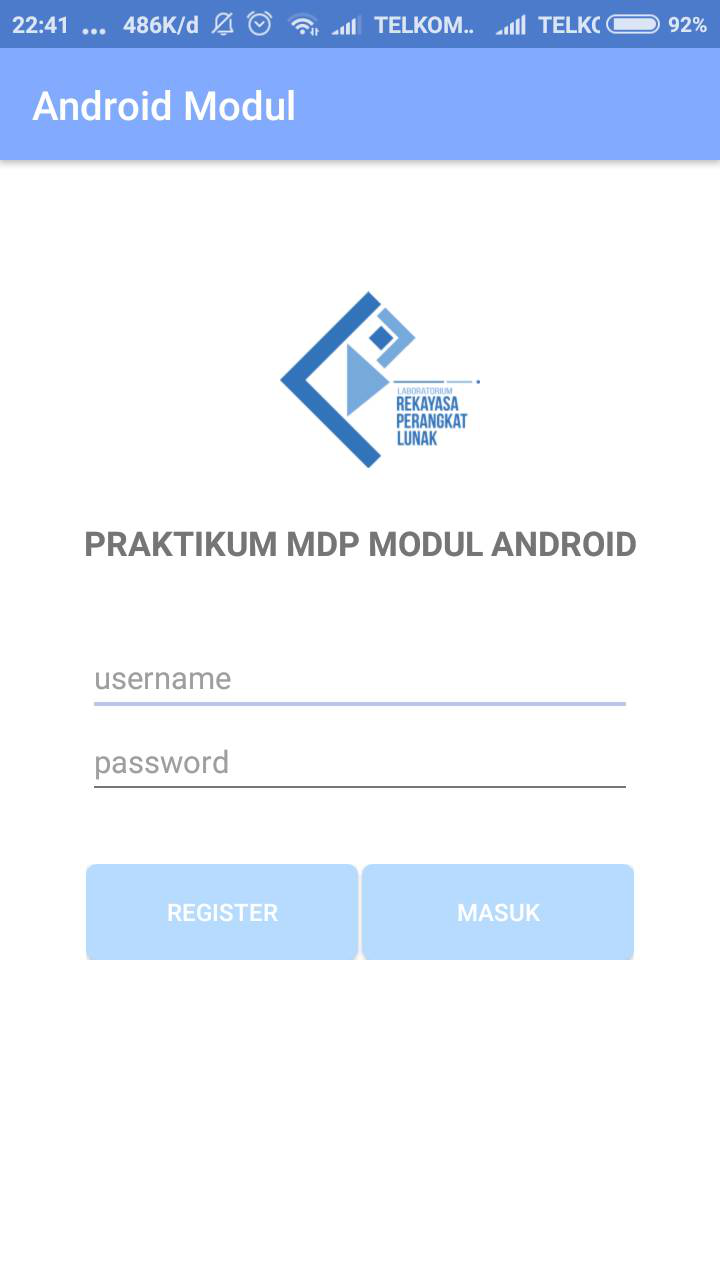 22:41 ... 486K/d TELKOM.. TELKO 92%
Android Modul
LABORATORIUM
REKAYASA
PERANGKAT
LUNAK
PRAKTIKUM MDP MODUL ANDROID
username
password
REGISTER MASUK